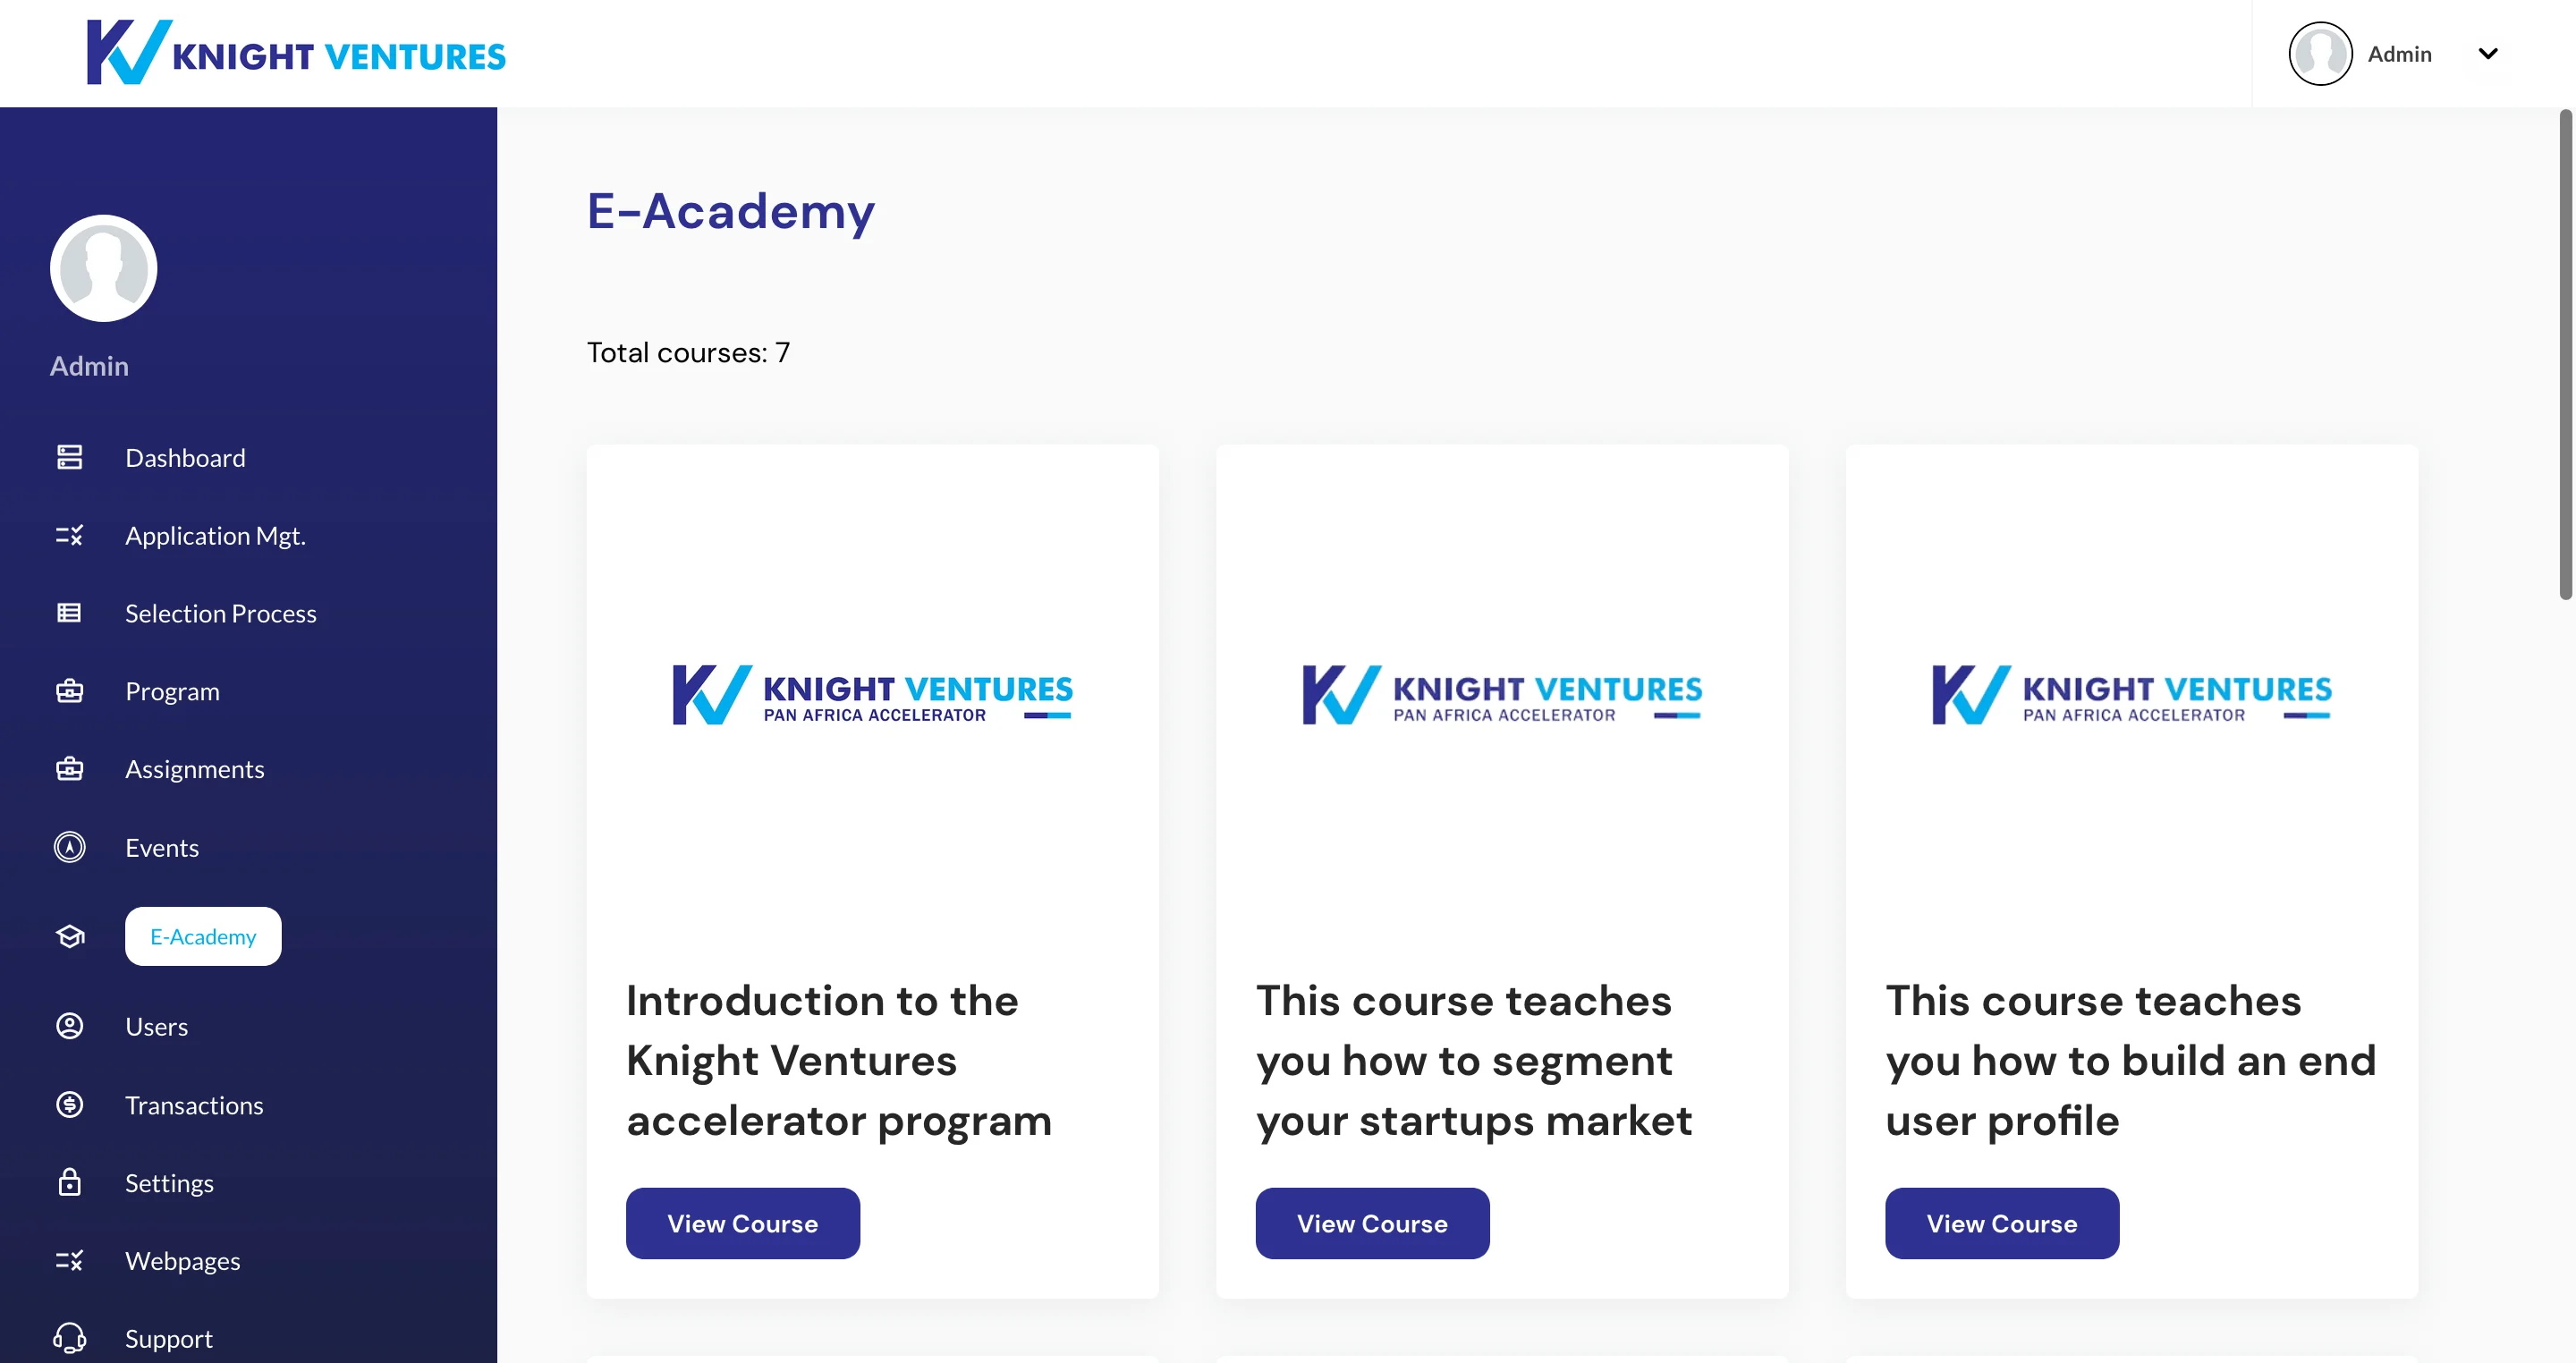 KNIGHT VENTURES
Admin
Admin
Dashboard
Application Mgt.
Selection Process
Program
Assignments
Events
E-Academy
Users
Transactions
Settings
Webpages
Support
E-Academy
Total courses: 7
KNIGHT VENTURES
PAN AFRICA ACCELERATOR
Introduction to the
Knight Ventures
accelerator program
View Course
KNIGHT VENTURES
PAN AFRICA ACCELERATOR
This course teaches
you how to segment
your startups market
View Course
KNIGHT VENTURES
PAN AFRICA ACCELERATOR
This course teaches
you how to build an end
user profile
View Course